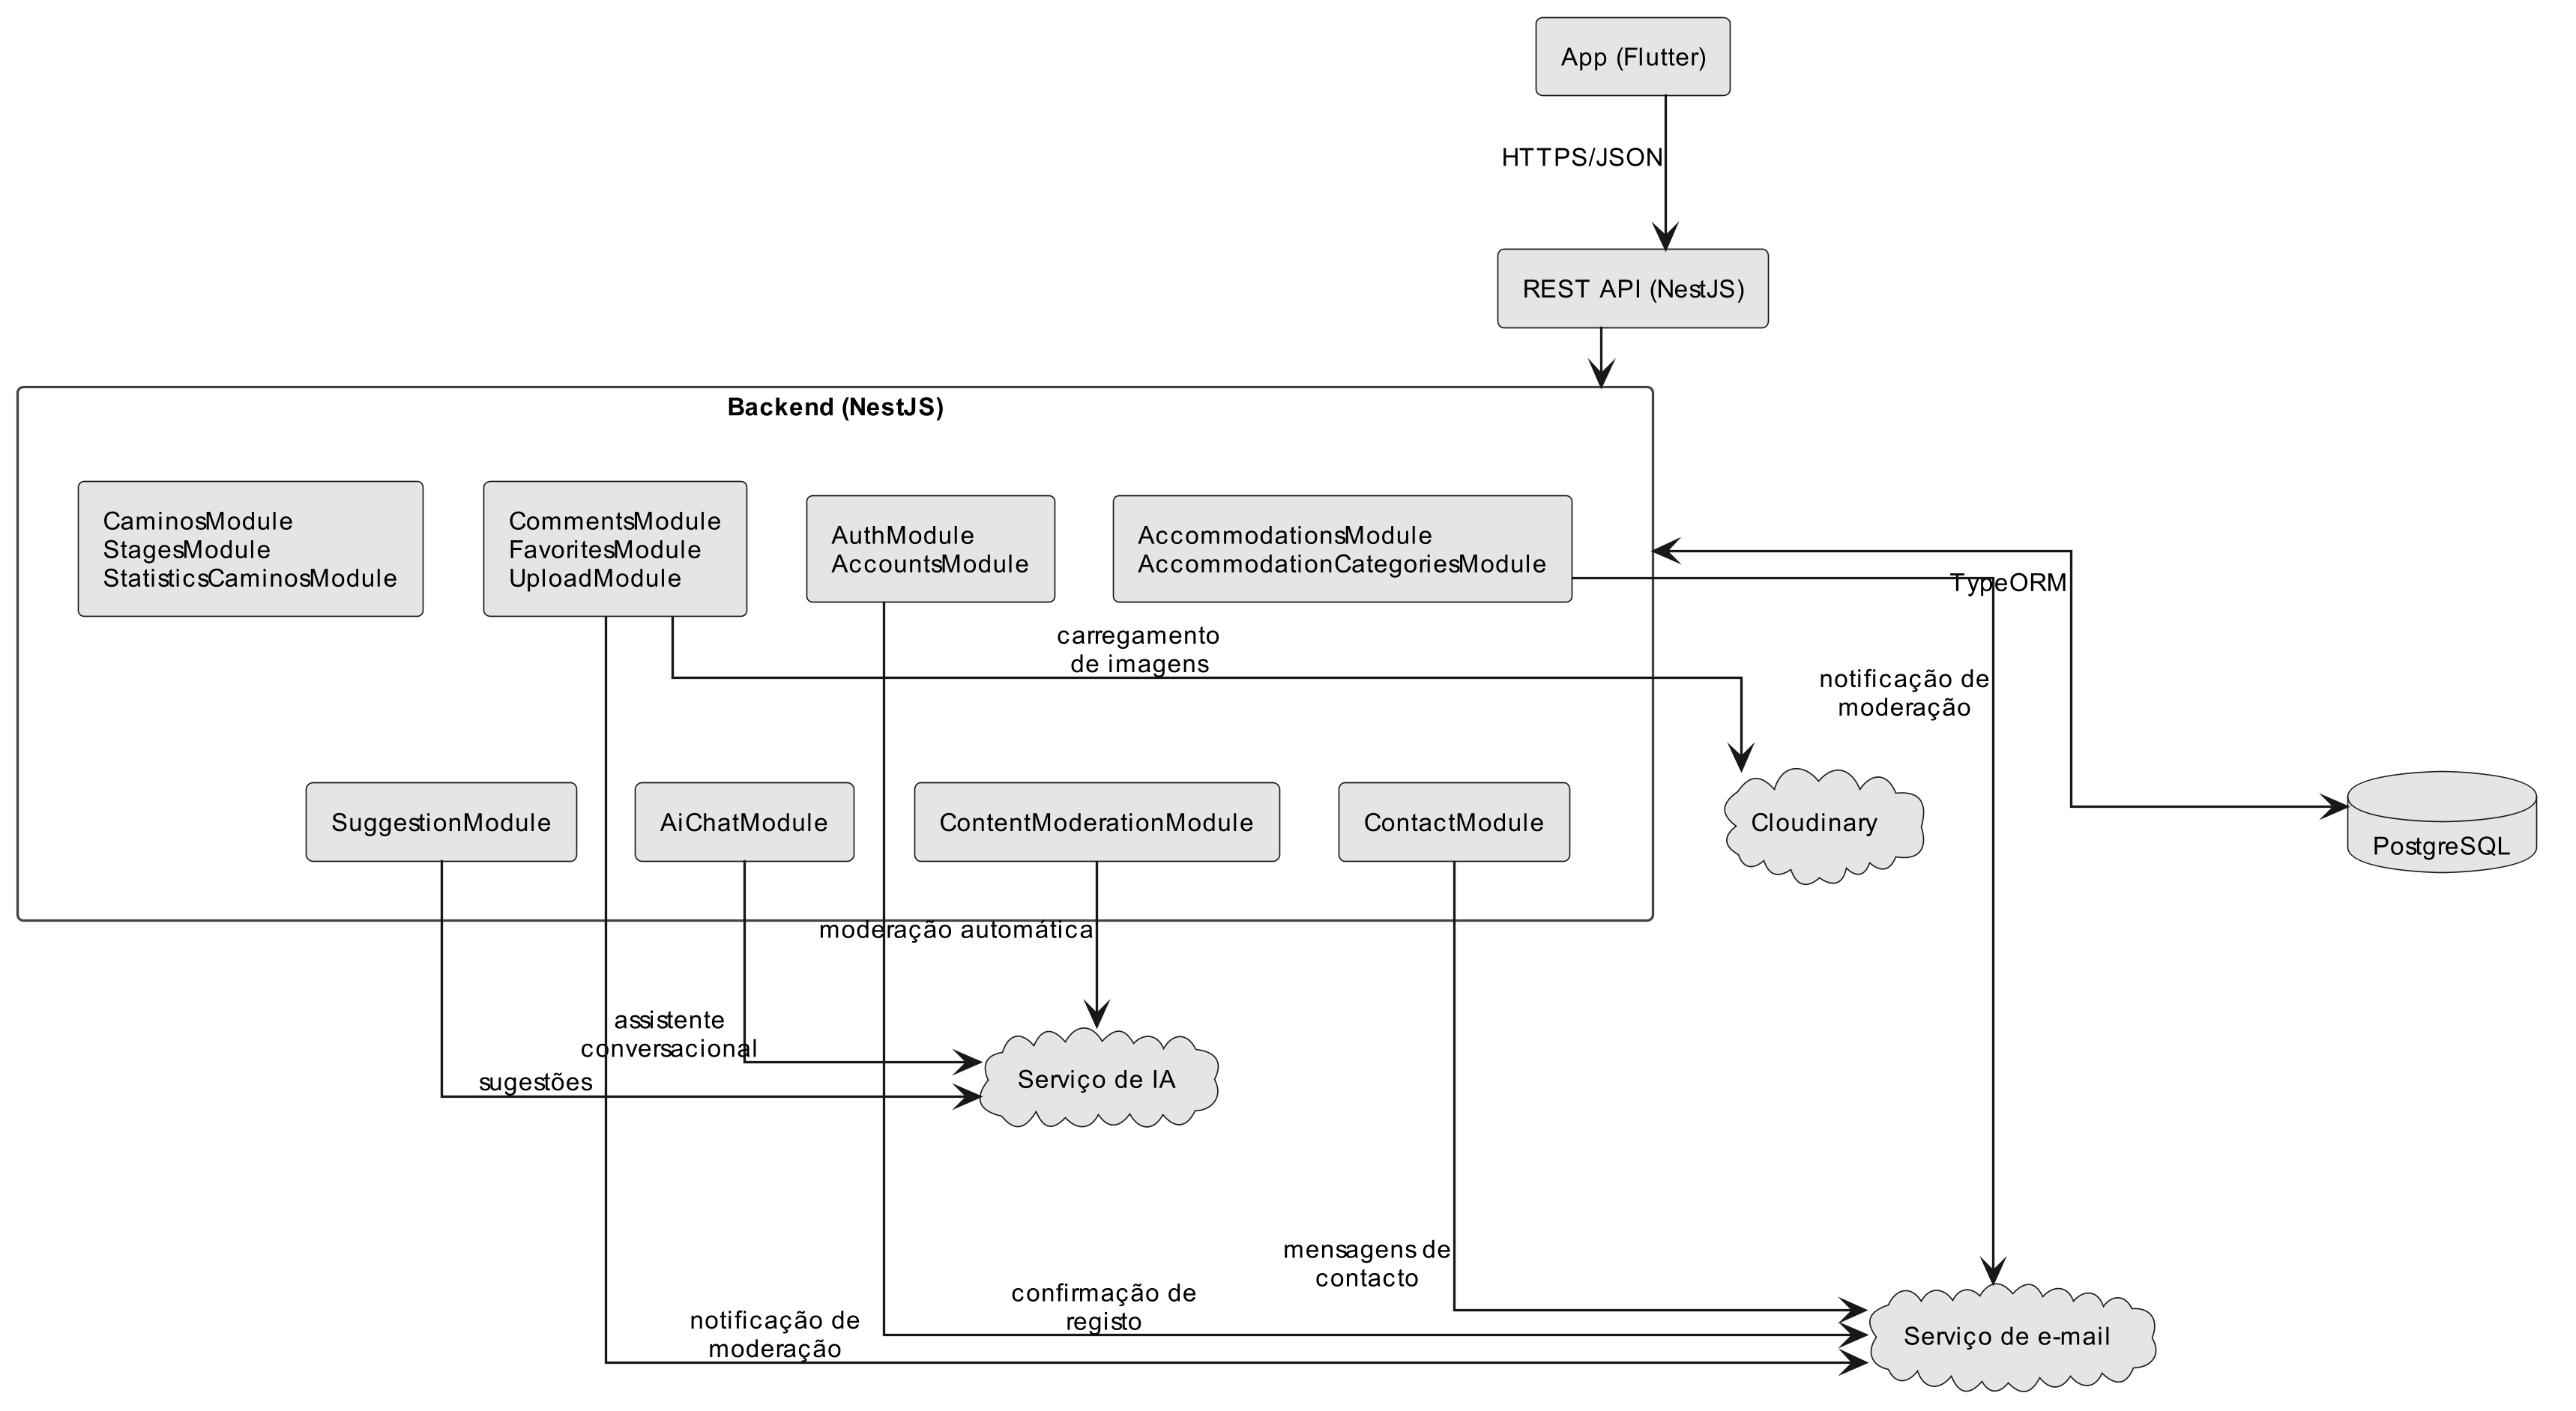 App (Flutter)
HTTPS/JSON
REST API (NestJS)
Backend (NestJS)
CaminosModule
StagesModule
StatisticsCaminosModule
CommentsModule
FavoritesModule
UploadModule
AuthModule
AccountsModule
AccommodationsModule
AccommodationCategoriesModule
TypeORM
carregamento
de imagens
notificação de
moderação
SuggestionModule
AiChatModule
ContentModerationModule
ContactModule
Cloudinary
PostgreSQL
moderação automática
assistente
conversacional
sugestões
Serviço de IA
mensagens de
contacto
confirmação de
registo
notificação de
moderação
Serviço de e-mail